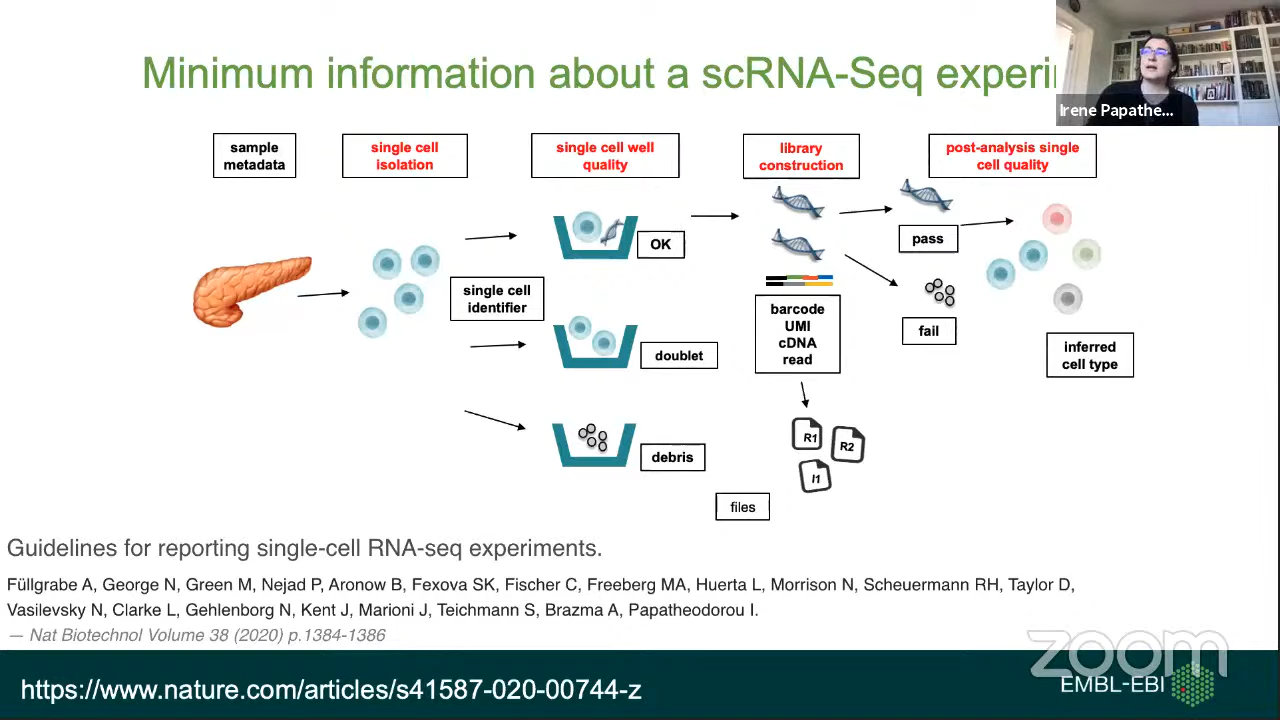 Minimum information about a scRNA-Seq experi
Irene Papathe...
sample
metadata
single cell
isolation
single cell well
quality
library
construction
post-analysis single
cell quality
OK
pass
single cell
identifier
barcode
UMI
cDNA
read
fail
inferred
cell type
doublet
R1
R2
I1
debris
files
Guidelines for reporting single-cell RNA-seq experiments.
Füllgrabe A, George N, Green M, Nejad P, Aronow B, Fexova SK, Fischer C, Freeberg MA, Huerta L, Morrison N, Scheuermann RH, Taylor D,
Vasilevsky N, Clarke L, Gehlenborg N, Kent J, Marioni J, Teichmann S, Brazma A, Papatheodorou I.
— Nat Biotechnol Volume 38 (2020) p.1384-1386
zoom
https://www.nature.com/articles/s41587-020-00744-z
EMBL-EBI